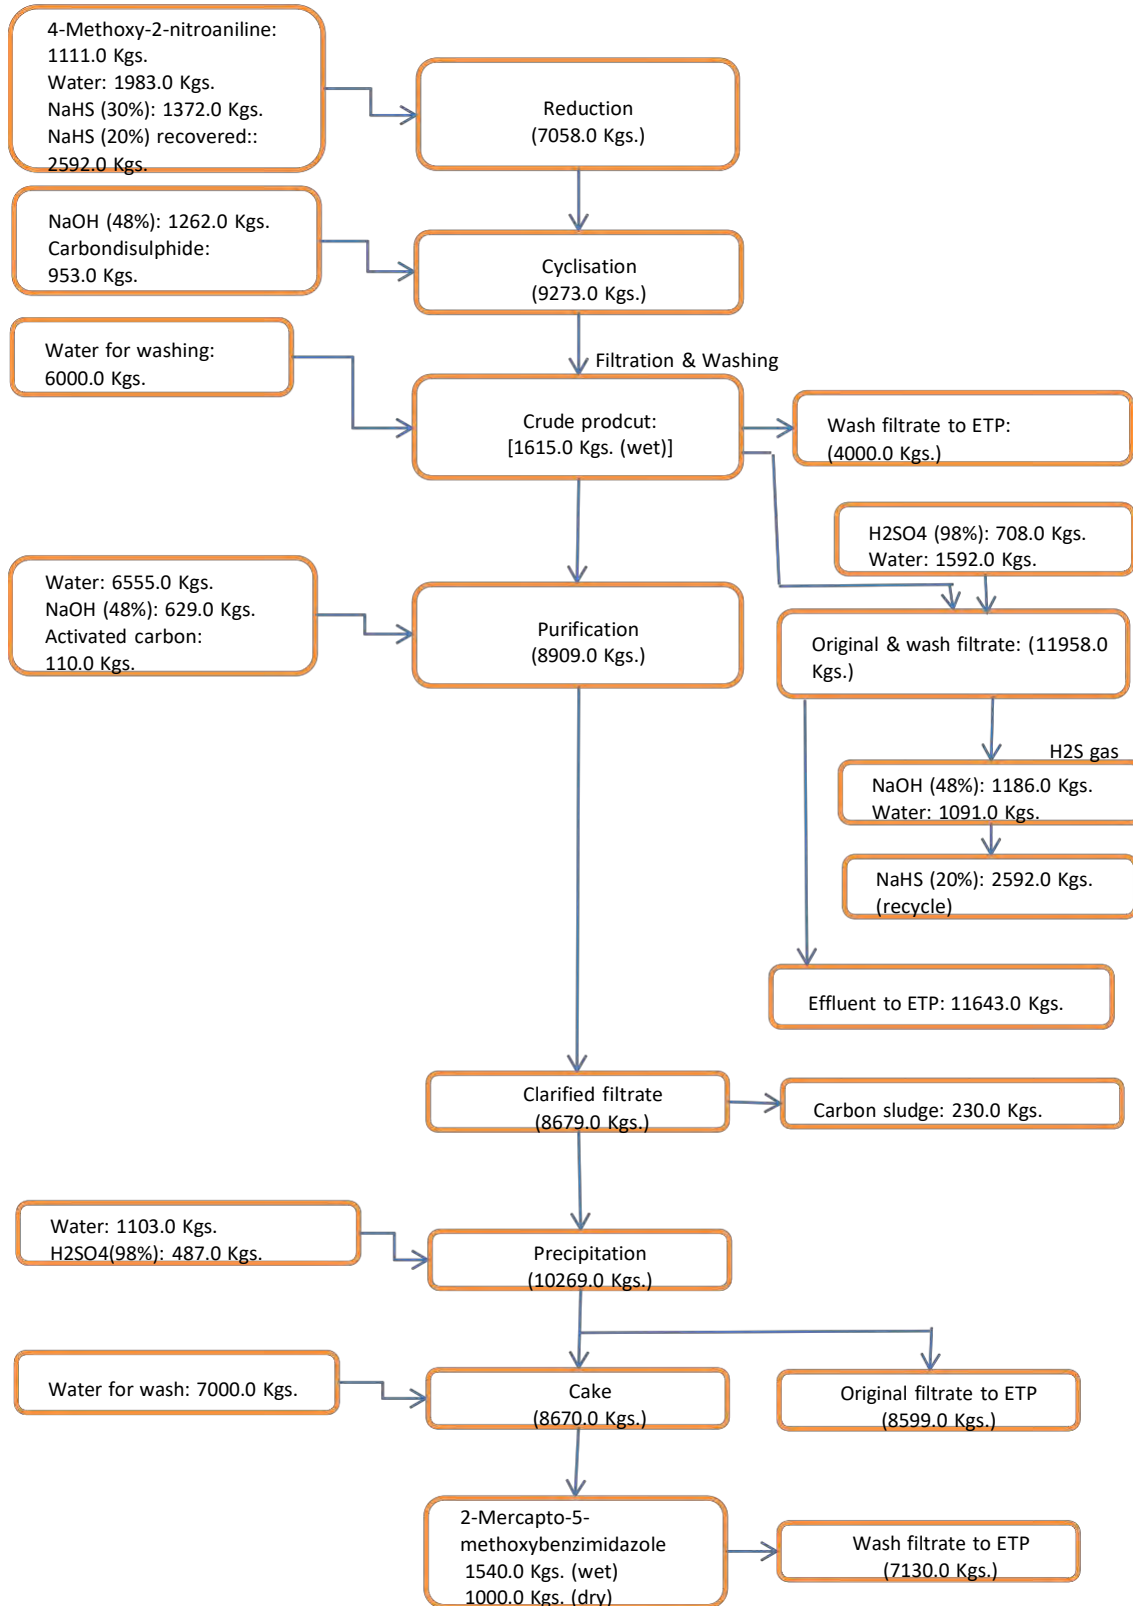 4-Methoxy-2-nitroaniline:
1111.0 Kgs.
Water: 1983.0 Kgs.
NaHS (30%): 1372.0 Kgs.
NaHS (20%) recovered::
2592.0 Kgs.
Reduction
(7058.0 Kgs.)
NaOH (48%): 1262.0 Kgs.
Carbondisulphide:
953.0 Kgs.
Cyclisation
(9273.0 Kgs.)
Water for washing:
6000.0 Kgs.
Filtration & Washing
Crude prodcut:
[1615.0 Kgs. (wet)]
Wash filtrate to ETP:
(4000.0 Kgs.)
H2SO4 (98%): 708.0 Kgs.
Water: 1592.0 Kgs.
Water: 6555.0 Kgs.
NaOH (48%): 629.0 Kgs.
Activated carbon:
110.0 Kgs.
Purification
(8909.0 Kgs.)
Original & wash filtrate: (11958.0
Kgs.)
H2S gas
NaOH (48%): 1186.0 Kgs.
Water: 1091.0 Kgs.
NaHS (20%): 2592.0 Kgs.
(recycle)
Effluent to ETP: 11643.0 Kgs.
Clarified filtrate
(8679.0 Kgs.)
Carbon sludge: 230.0 Kgs.
Water: 1103.0 Kgs.
H2SO4(98%): 487.0 Kgs.
Precipitation
(10269.0 Kgs.)
Water for wash: 7000.0 Kgs.
Cake
(8670.0 Kgs.)
Original filtrate to ETP
(8599.0 Kgs.)
2-Mercapto-5-
methoxybenzimidazole
1540.0 Kgs. (wet)
1000.0 Kgs. (dry)
Wash filtrate to ETP
(7130.0 Kgs.)